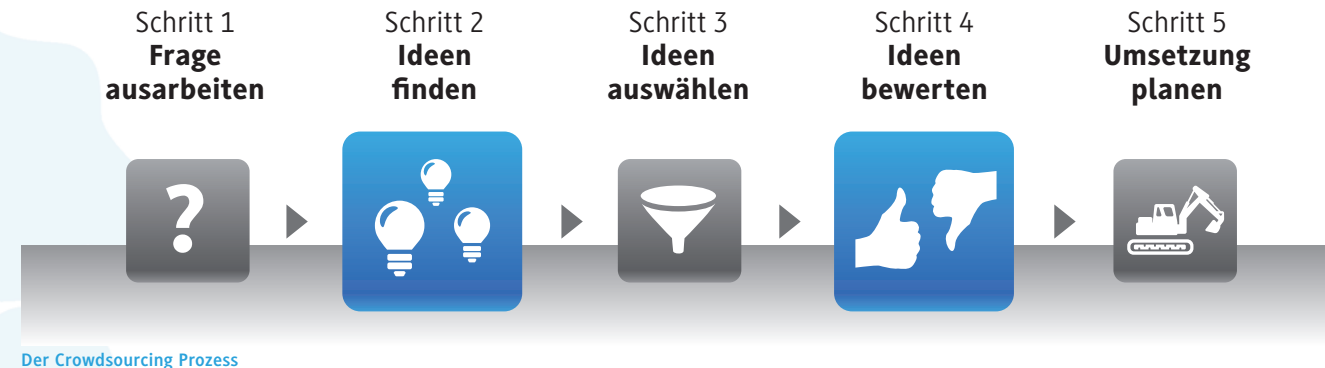 Schritt 1
Frage
ausarbeiten
Schritt 2
Ideen
finden
Schritt 3
Ideen
auswählen
Schritt 4
Ideen
bewerten
Schritt 5
Umsetzung
planen
?
Der Crowdsourcing Prozess